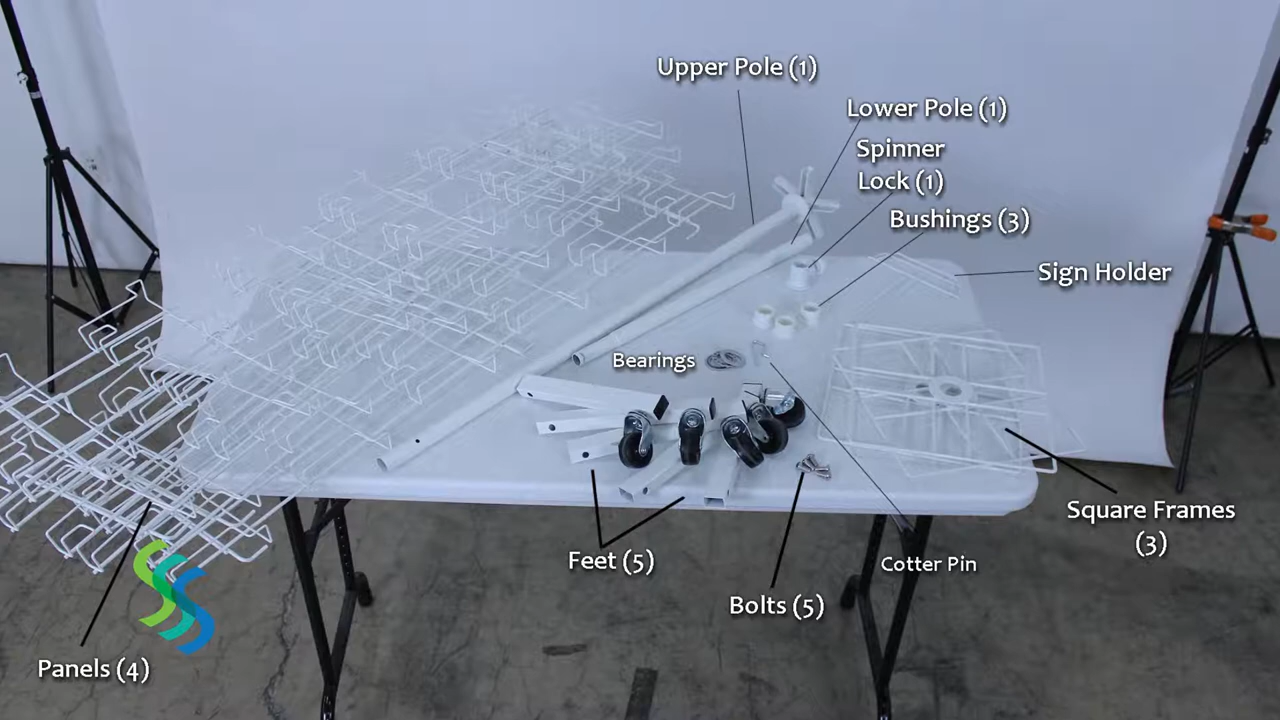 Upper Pole (1)
Lower Pole (1)
Spinner
Lock (1)
Bushings (3)
Sign Holder
Bearings
Square Frames
(3)
Feet (5)
Cotter Pin
Bolts (5)
Panels (4)